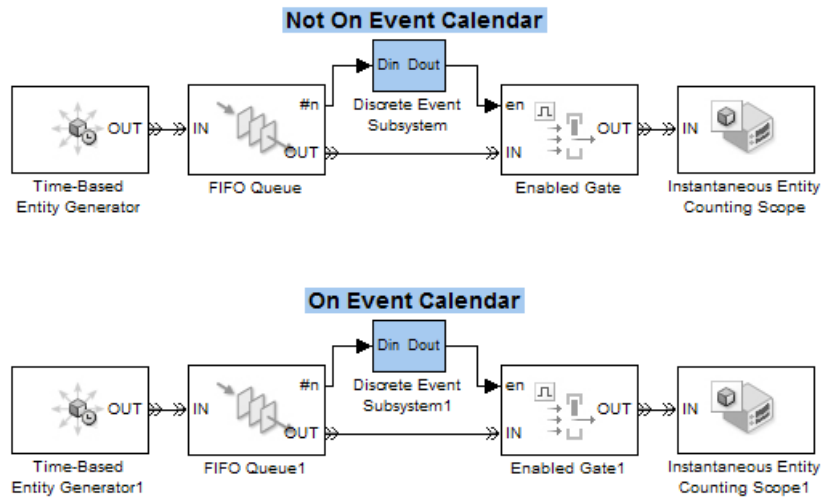 Not On Event Calendar
Din Dout
#n
Discrete Event
Subsystem
en
OUT
IN
OUT
IN
OUT
IN
Time-Based
Entity Generator
FIFO Queue
Enabled Gate
Instantaneous Entity
Counting Scope
On Event Calendar
Din Dout
#n
Discrete Event
Subsystem1
en
OUT
IN
OUT
IN
OUT
IN
Time-Based
Entity Generator1
FIFO Queue1
Enabled Gate1
Instantaneous Entity
Counting Scope1